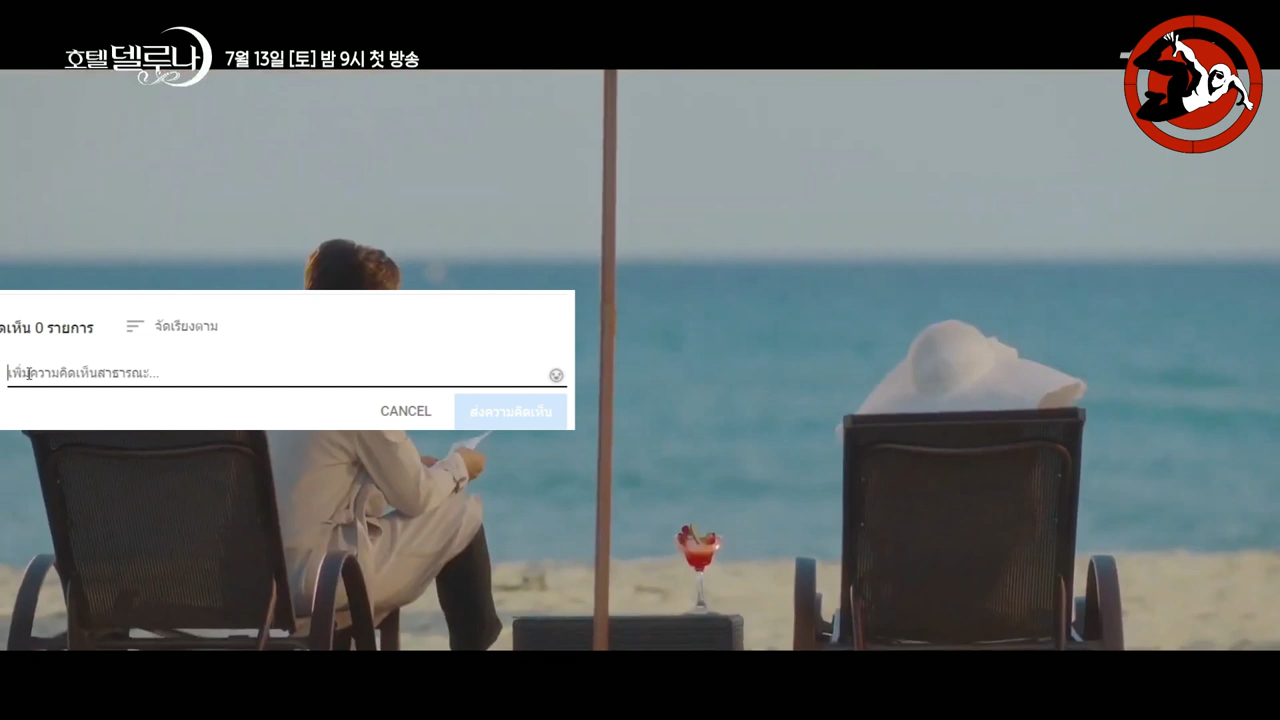 호텔 델루나 7월 13일 [토] 밤 9시 첫 방송
ดเห็น 0 รายการ จัดเรียงตาม
เพิ่มความคิดเห็นสาธารณะ...
CANCEL ส่งความคิดเห็น